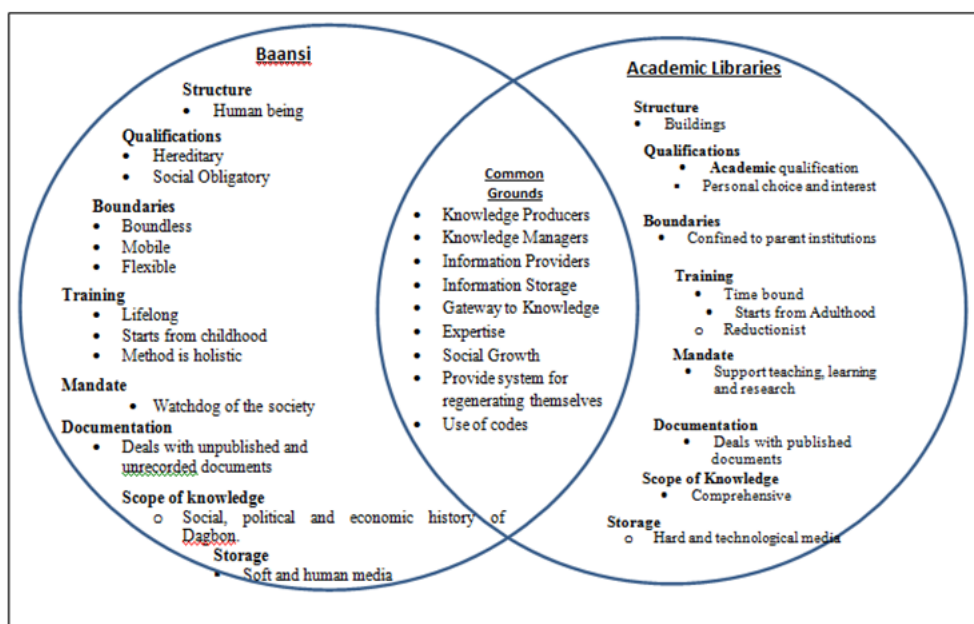 Baansi
Structure
• Human being
Qualifications
• Hereditary
• Social Obligatory
Boundaries
• Boundless
• Mobile
• Flexible
Training
• Lifelong
• Starts from childhood
• Method is holistic
Mandate
• Watchdog of the society
Documentation
• Deals with unpublished and
unrecorded documents
Scope of knowledge
o Social, political and economic history of
Dagbon.
Storage
• Soft and human media
Common
Grounds
• Knowledge Producers
• Knowledge Managers
• Information Providers
• Information Storage
• Gateway to Knowledge
• Expertise
• Social Growth
• Provide system for
regenerating themselves
• Use of codes
Academic Libraries
Structure
• Buildings
Qualifications
• Academic qualification
• Personal choice and interest
Boundaries
• Confined to parent institutions
Training
• Time bound
• Starts from Adulthood
o Reductionist
Mandate
• Support teaching, learning
and research
Documentation
• Deals with published
documents
Scope of Knowledge
• Comprehensive
Storage
o Hard and technological media